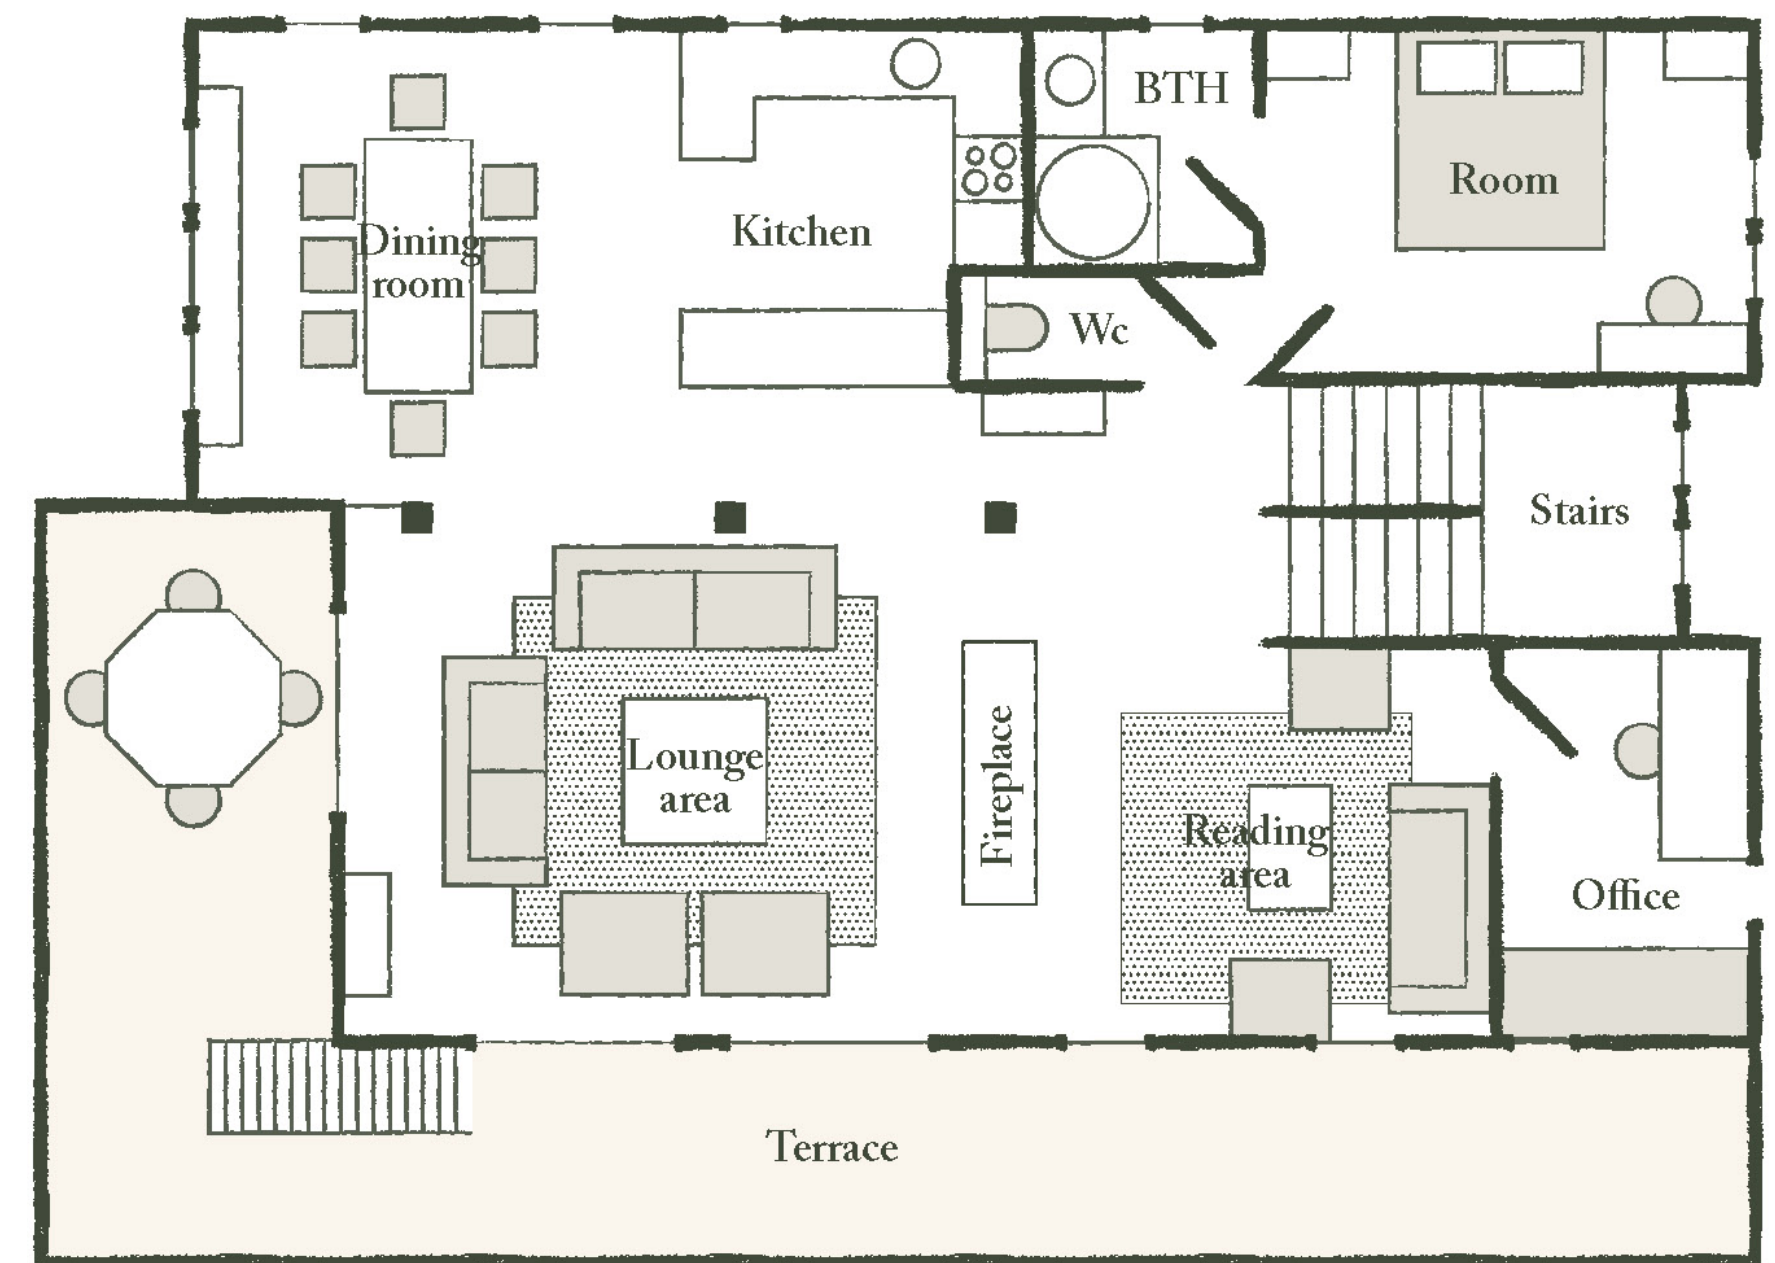 BTH
Room
Dining
room
Kitchen
Wc
Stairs
Lounge
area
Fireplace
Reading
area
Office
Terrace